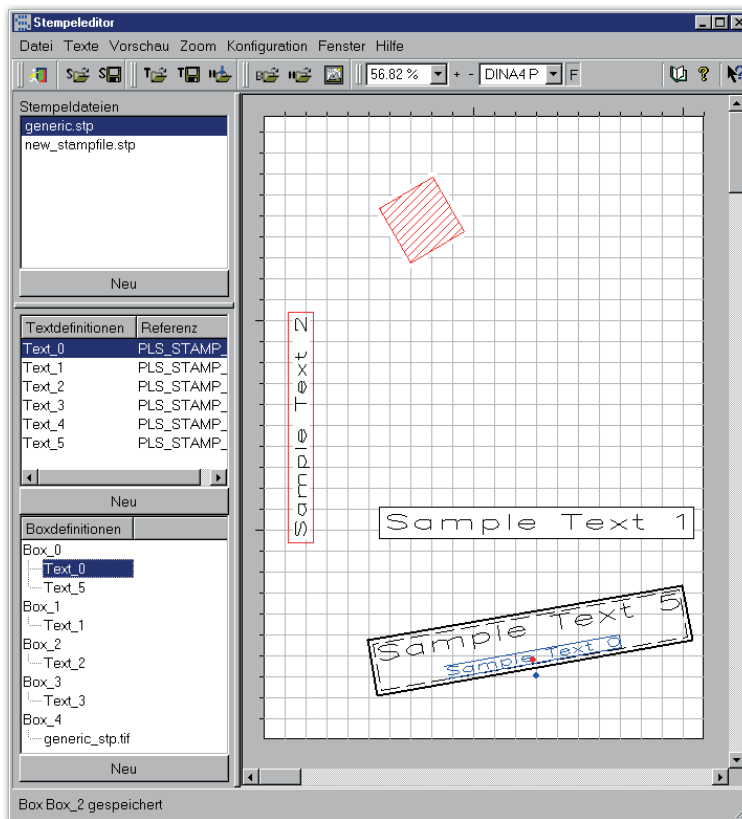 Stempeleditor
Datei Texte Vorschau Zoom Konfiguration Fenster Hilfe
56.82 % + - DINA4 P F
Stempeldateien
generic.stp
new_stampfile.stp
Neu
Textdefinitionen Referenz
Text_0 PLS_STAMP_
Text_1 PLS_STAMP_
Text_2 PLS_STAMP_
Text_3 PLS_STAMP_
Text_4 PLS_STAMP_
Text_5 PLS_STAMP_
Neu
Boxdefinitionen
Box_0
Text_0
Text_5
Box_1
Text_1
Box_2
Text_2
Box_3
Text_3
Box_4
generic_stp.tif
Neu
Sample Text 2
Sample Text 1
Sample Text 5
Sample Text 0
Box Box_2 gespeichert